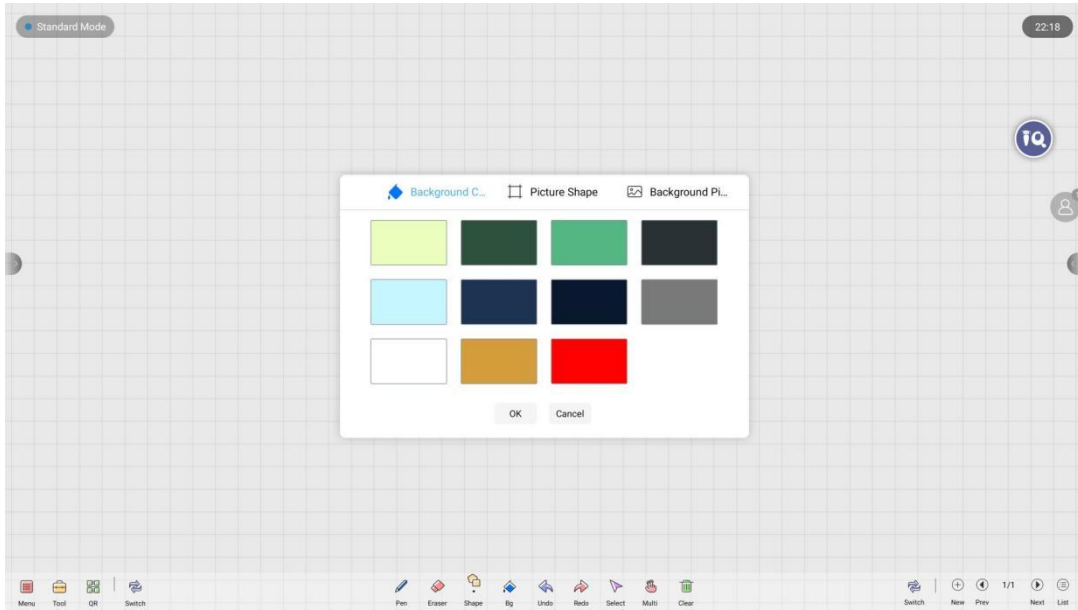 Standard Mode
22:18
iQ
Background C... Picture Shape Background Pi...
OK Cancel
Menu Tool QR Switch Pen Eraser Shape Bg Undo Redo Select Multi Clear Switch New Prev 1/1 Next List